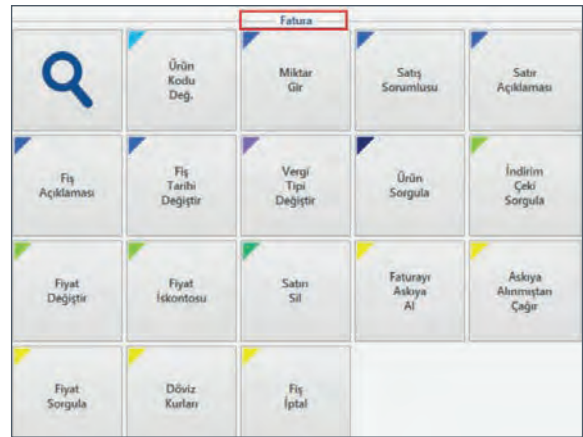 Fatura
Ürün
Kodu
Değ.
Miktar
Gir
Satış
Sorumlusu
Satır
Açıklaması
Fiş
Açıklaması
Fiş
Tarihi
Değiştir
Vergi
Tipi
Değiştir
Ürün
Sorgula
İndirim
Çeki
Sorgula
Fiyat
Değiştir
Fiyat
İskontosu
Satırı
Sil
Faturayı
Askıya
Al
Askıya
Alınmıştan
Çağır
Fiyat
Sorgula
Döviz
Kurları
Fiş
İptal